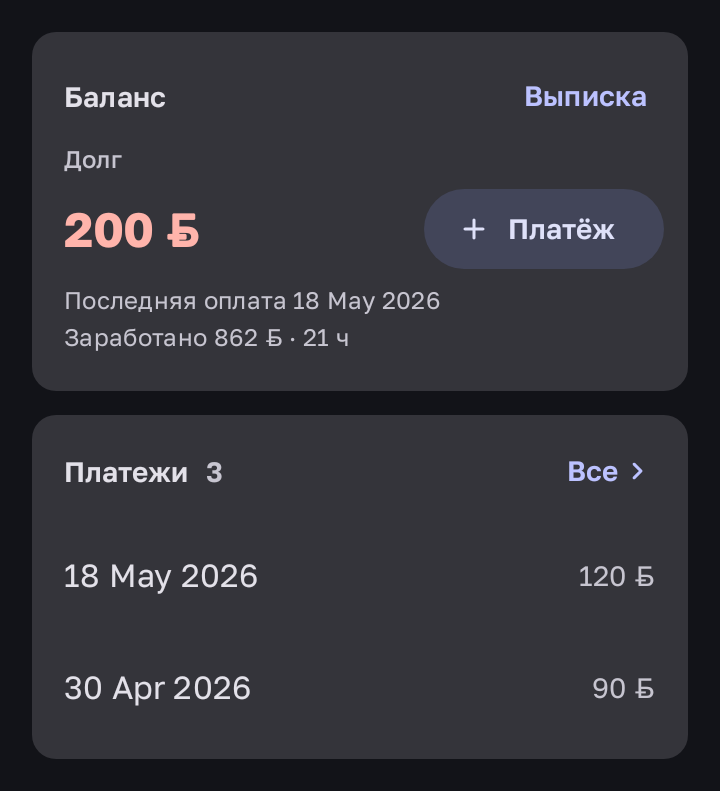 Баланс
Выписка
Долг
200 Ƃ
Платёж
Последняя оплата 18 May 2026
Заработано 862 Ƃ · 21 ч
Платежи 3
Все
18 May 2026
120 Ƃ
30 Apr 2026
90 Ƃ